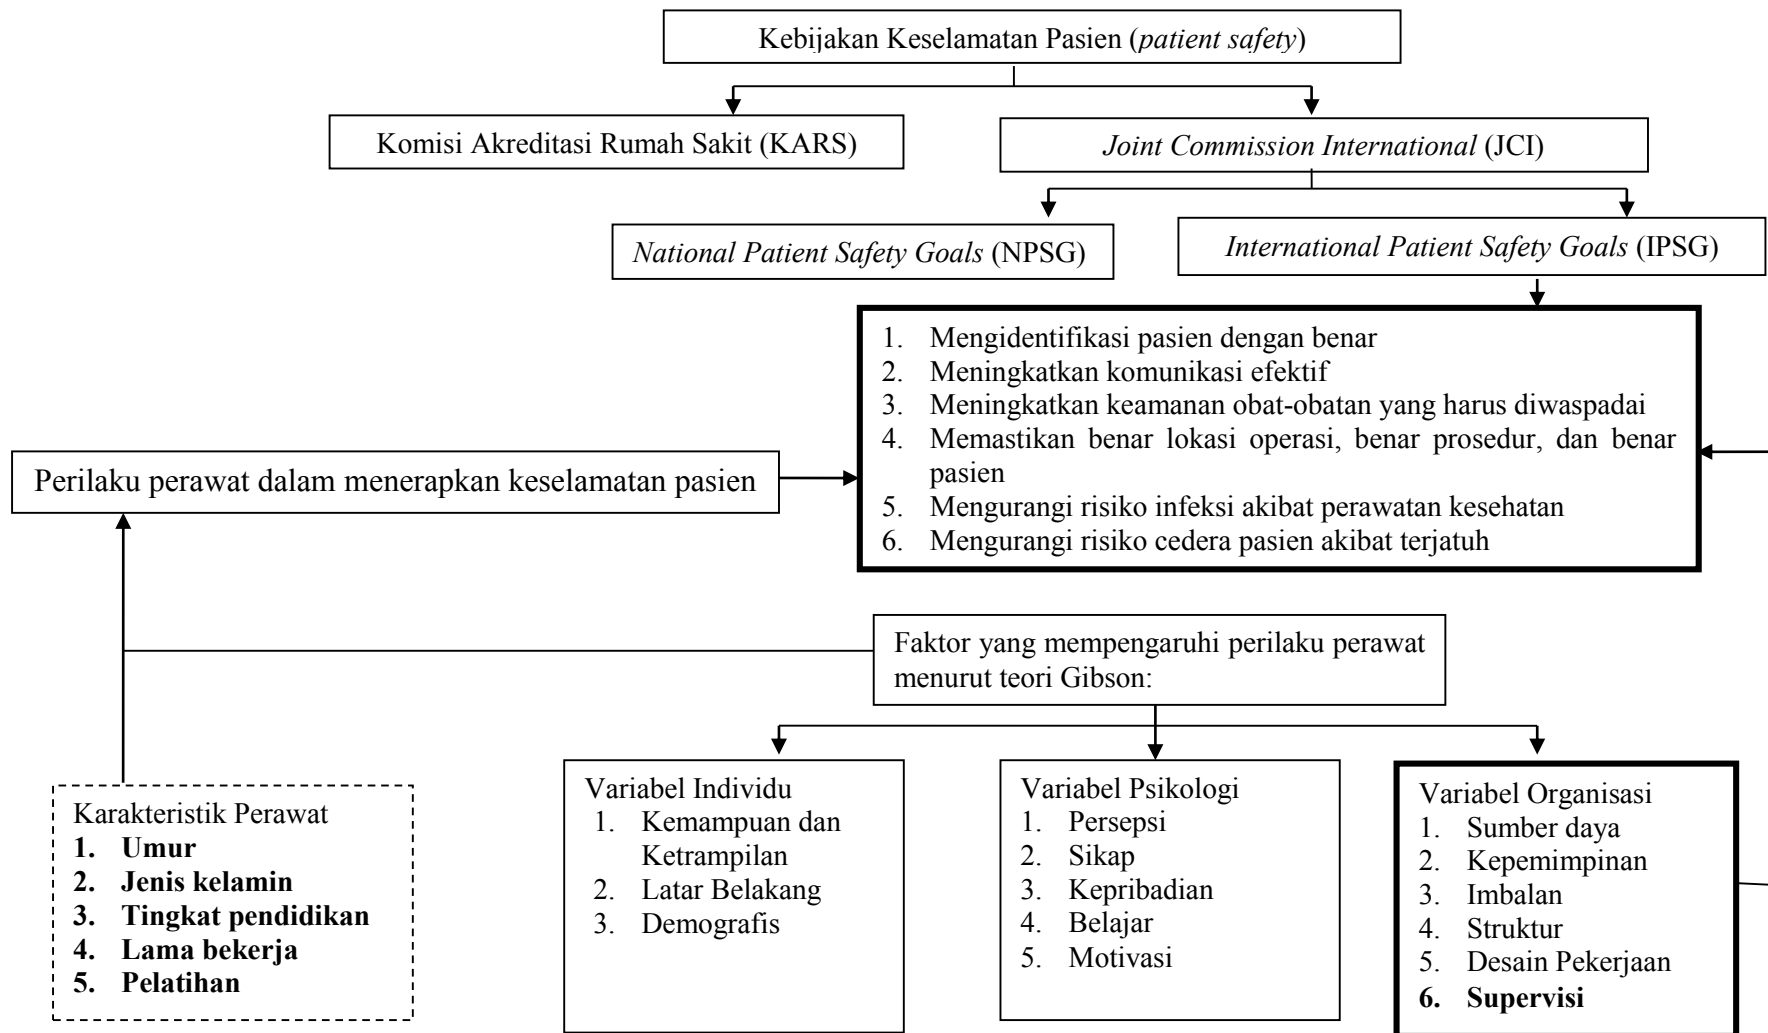 Kebijakan Keselamatan Pasien (patient safety)
Komisi Akreditasi Rumah Sakit (KARS)
Joint Commission International (JCI)
National Patient Safety Goals (NPSG)
International Patient Safety Goals (IPSG)
1. Mengidentifikasi pasien dengan benar
2. Meningkatkan komunikasi efektif
3. Meningkatkan keamanan obat-obatan yang harus diwaspadai
4. Memastikan benar lokasi operasi, benar prosedur, dan benar
pasien
5. Mengurangi risiko infeksi akibat perawatan kesehatan
6. Mengurangi risiko cedera pasien akibat terjatuh
Perilaku perawat dalam menerapkan keselamatan pasien
Faktor yang mempengaruhi perilaku perawat
menurut teori Gibson:
Karakteristik Perawat
1. Umur
2. Jenis kelamin
3. Tingkat pendidikan
4. Lama bekerja
5. Pelatihan
Variabel Individu
1. Kemampuan dan
Ketrampilan
2. Latar Belakang
3. Demografis
Variabel Psikologi
1. Persepsi
2. Sikap
3. Kepribadian
4. Belajar
5. Motivasi
Variabel Organisasi
1. Sumber daya
2. Kepemimpinan
3. Imbalan
4. Struktur
5. Desain Pekerjaan
6. Supervisi